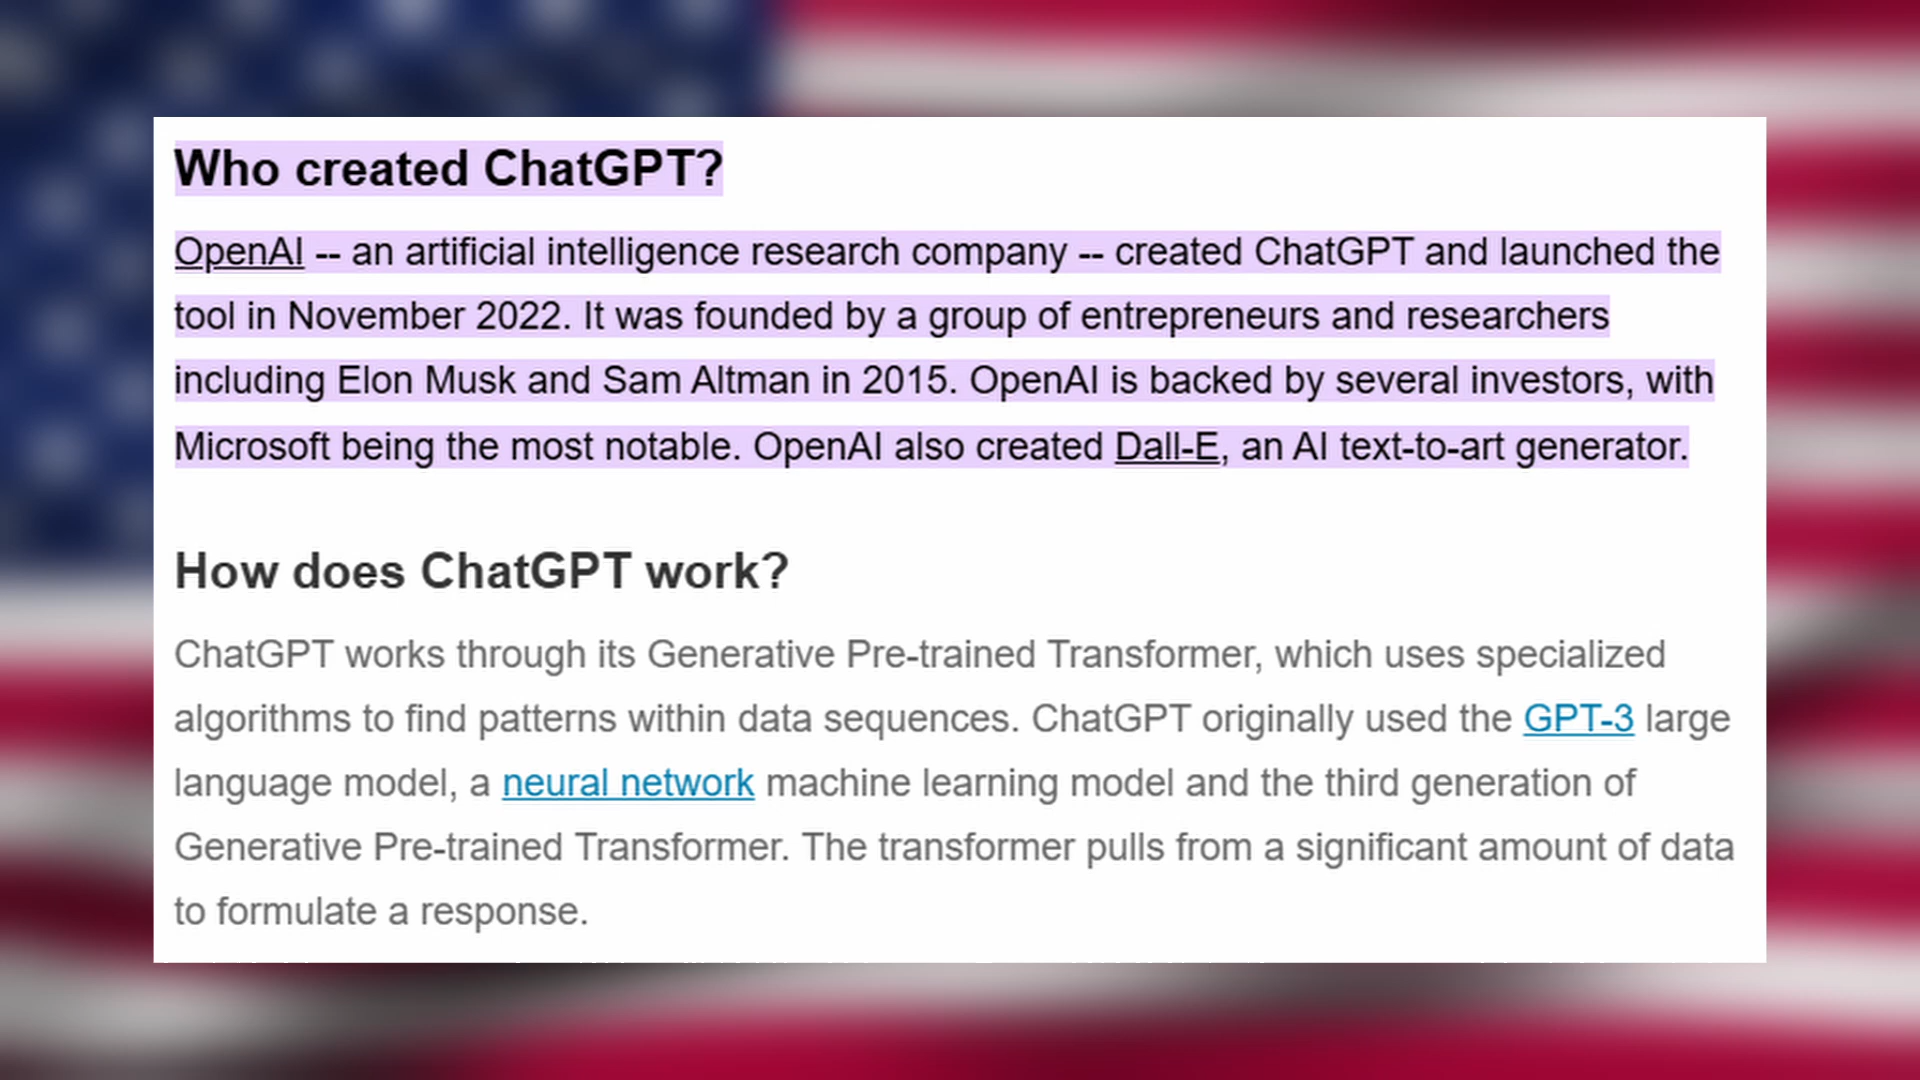 Who created ChatGPT?
OpenAI -- an artificial intelligence research company -- created ChatGPT and launched the
tool in November 2022. It was founded by a group of entrepreneurs and researchers
including Elon Musk and Sam Altman in 2015. OpenAI is backed by several investors, with
Microsoft being the most notable. OpenAI also created Dall-E, an AI text-to-art generator.
How does ChatGPT work?
ChatGPT works through its Generative Pre-trained Transformer, which uses specialized
algorithms to find patterns within data sequences. ChatGPT originally used the GPT-3 large
language model, a neural network machine learning model and the third generation of
Generative Pre-trained Transformer. The transformer pulls from a significant amount of data
to formulate a response.